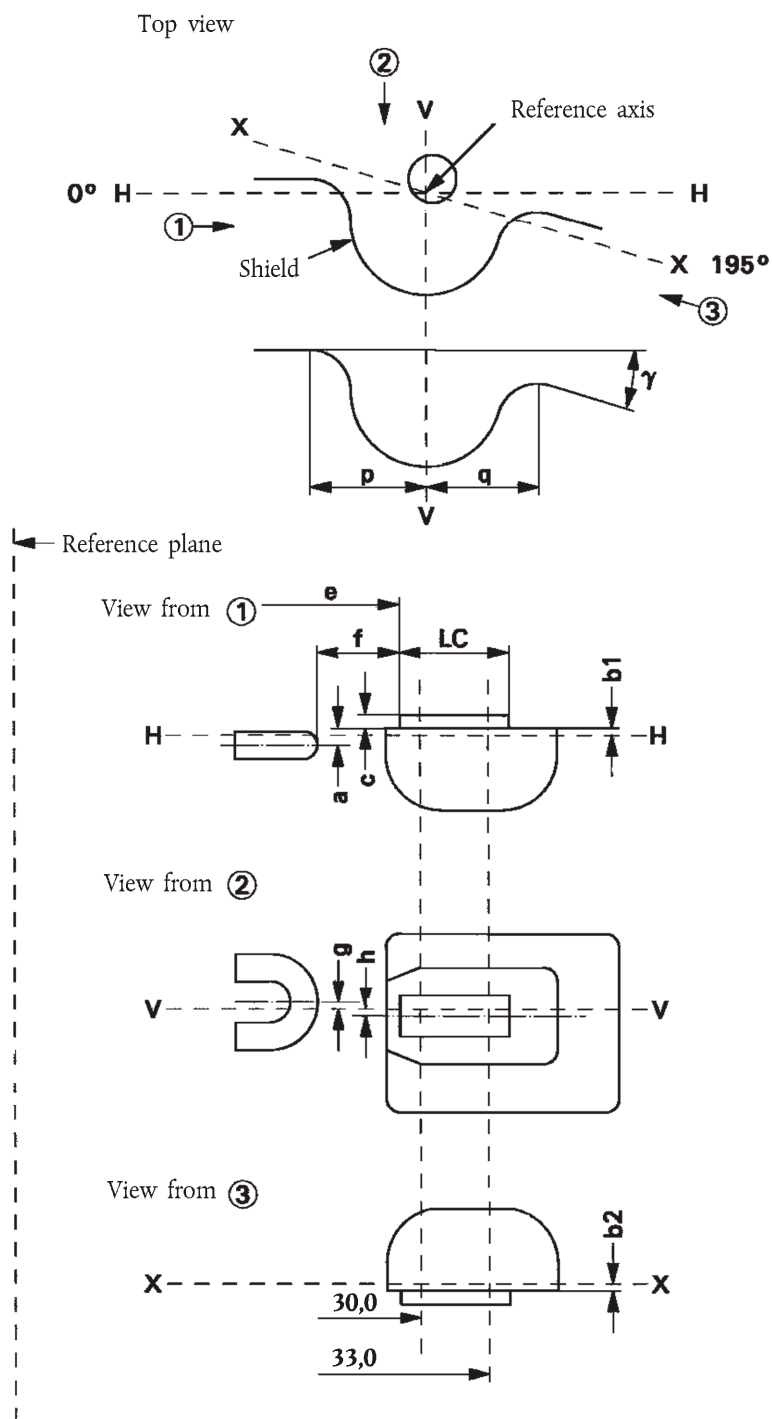 Top view
②
V
Reference axis
X
0º H
H
①
Shield
X 195º
③
γ
p
q
V
Reference plane
e
View from ①
f
LC
b1
H
H
a
c
View from ②
g
h
V
V
View from ③
b2
X
X
30,0
33,0